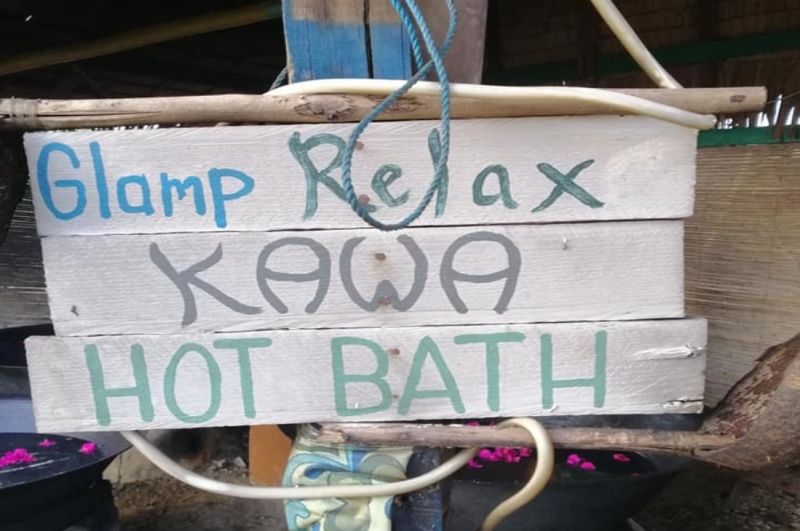 Glamp Relax
KAWA
HOT BATH